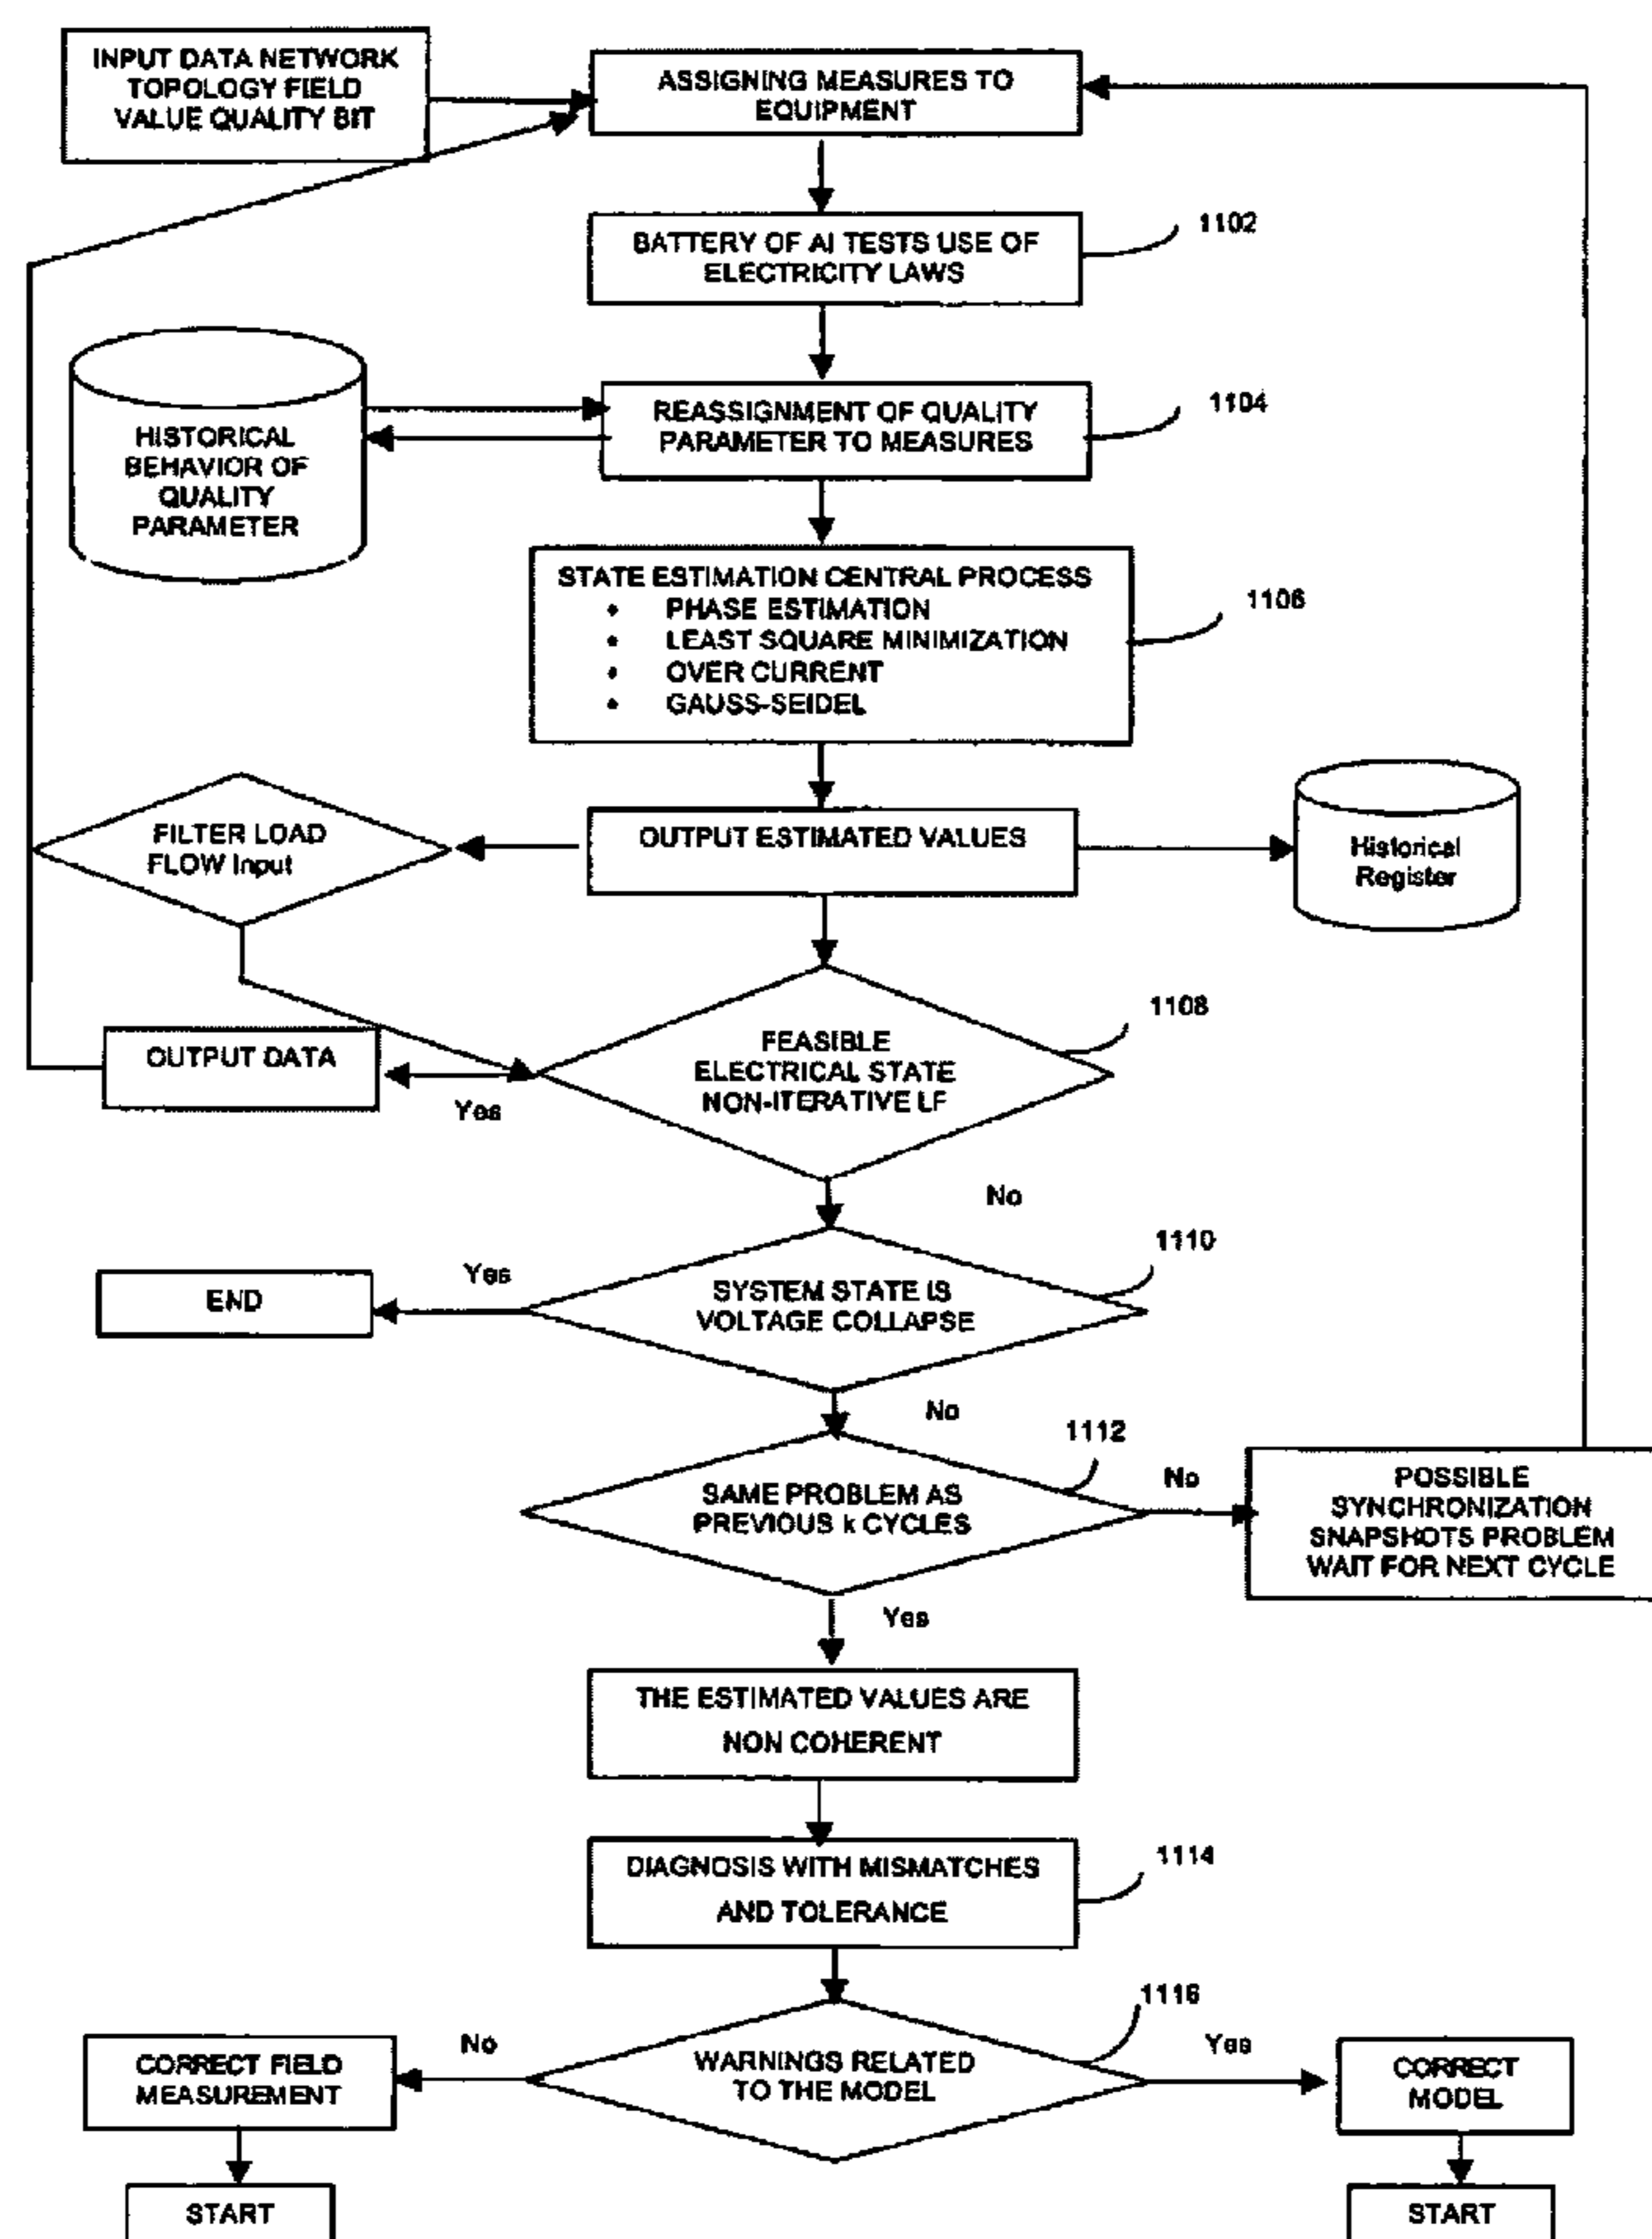 INPUT DATA NETWORK
TOPOLOGY FIELD
VALUE QUALITY BIT
ASSIGNING MEASURES TO
EQUIPMENT
BATTERY OF AI TESTS USE OF
ELECTRICITY LAWS
1102
HISTORICAL
BEHAVIOR OF
QUALITY
PARAMETER
REASSIGNMENT OF QUALITY
PARAMETER TO MEASURES
1104
STATE ESTIMATION CENTRAL PROCESS
• PHASE ESTIMATION
• LEAST SQUARE MINIMIZATION
• OVER CURRENT
• GAUSS-SEIDEL
1106
FILTER LOAD
FLOW Input
OUTPUT ESTIMATED VALUES
Historical
Register
OUTPUT DATA
Yes
FEASIBLE
ELECTRICAL STATE
NON-ITERATIVE LF
1108
No
END
Yes
SYSTEM STATE IS
VOLTAGE COLLAPSE
1110
No
SAME PROBLEM AS
PREVIOUS k CYCLES
1112
No
POSSIBLE
SYNCHRONIZATION
SNAPSHOTS PROBLEM
WAIT FOR NEXT CYCLE
Yes
THE ESTIMATED VALUES ARE
NON COHERENT
DIAGNOSIS WITH MISMATCHES
AND TOLERANCE
1114
WARNINGS RELATED
TO THE MODEL
1116
No
CORRECT FIELD
MEASUREMENT
START
Yes
CORRECT
MODEL
START